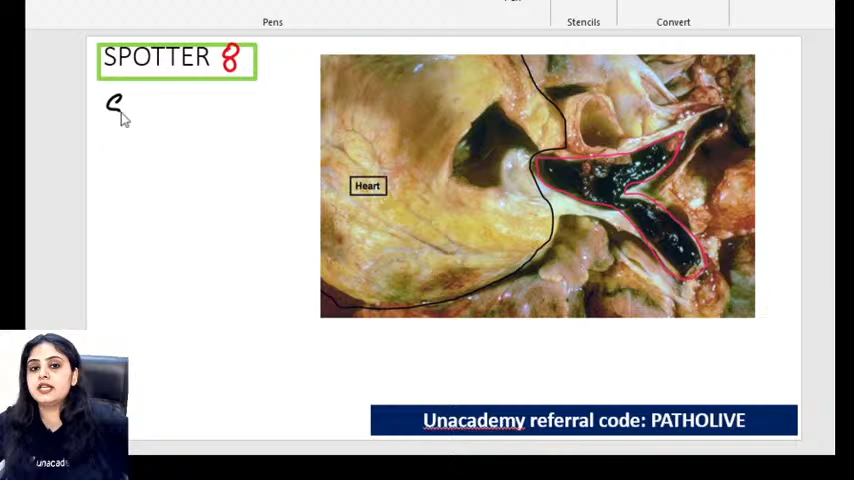 Pens
Stencils
Convert
SPOTTER 8
Heart
Unacademy referral code: PATHOLIVE